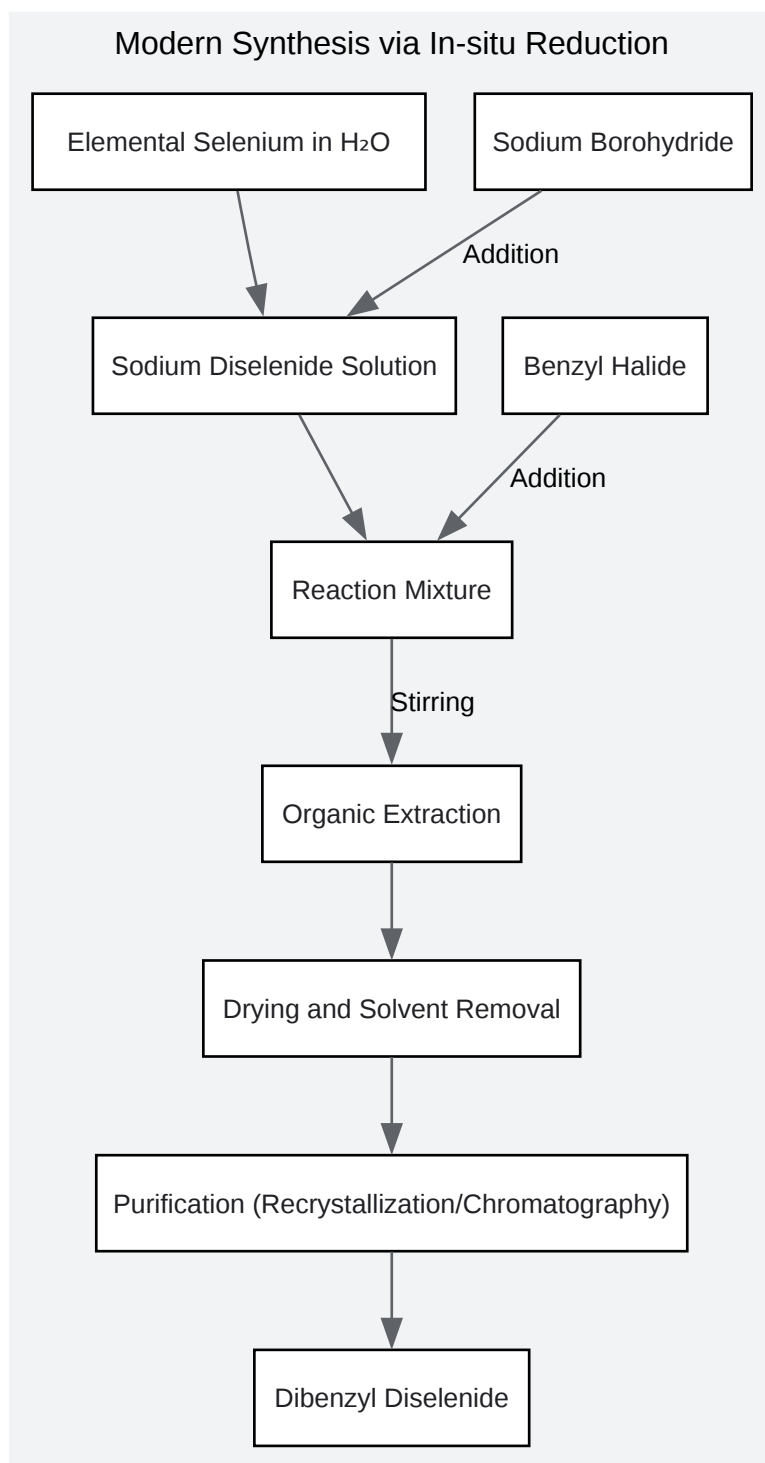 Modern Synthesis via In-situ Reduction
Elemental Selenium in H₂O
Sodium Borohydride
Addition
Sodium Diselenide Solution
Benzyl Halide
Addition
Reaction Mixture
Stirring
Organic Extraction
Drying and Solvent Removal
Purification (Recrystallization/Chromatography)
Dibenzyl Diselenide